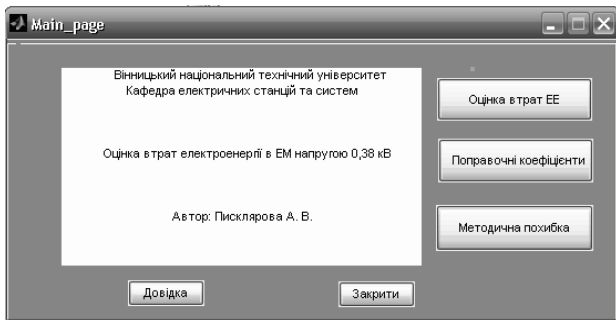 Main_page
Вінницький національний технічний університет
Кафедра електричних станцій та систем
Оцінка втрат електроенергії в ЕМ напругою 0,38 кВ
Автор: Писклярова А. В.
Оцінка втрат ЕЕ
Поправочні коефіцієнти
Методична похибка
Довідка
Закрити